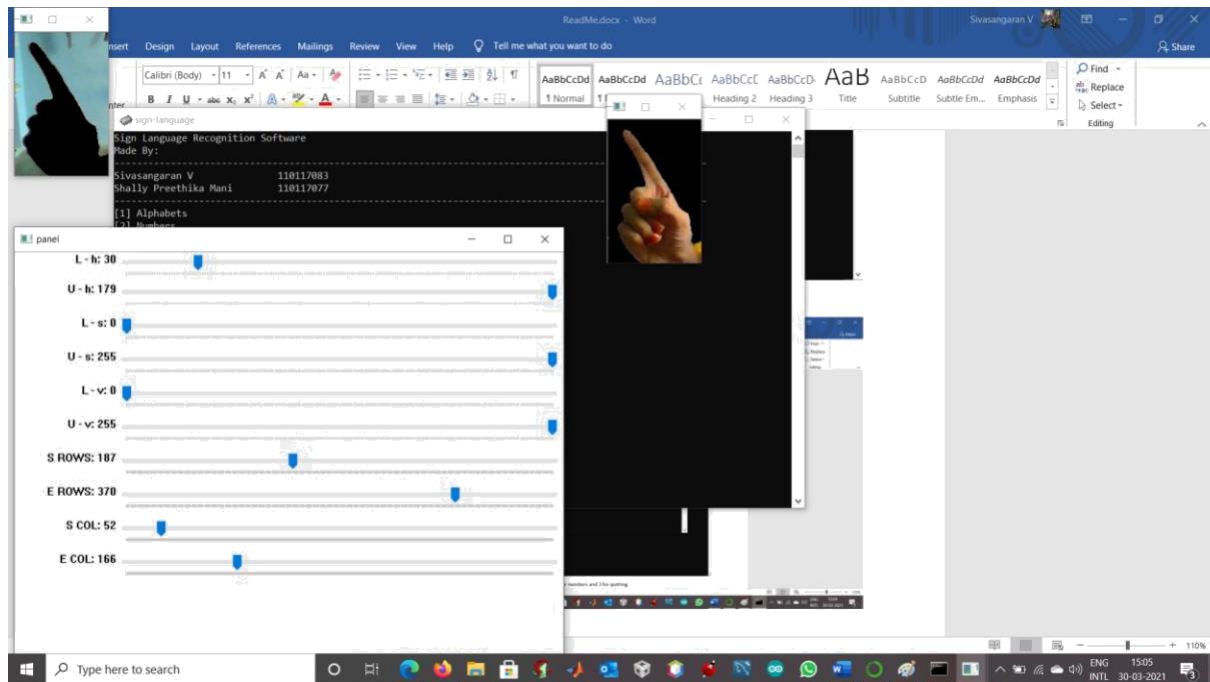 ReadMe.docx - Word
Sivasangaran V
Insert Design Layout References Mailings Review View Help Tell me what you want to do
Share
Calibri (Body) 11
Find
Replace
Select
Editing
AaBbCcDd AaBbCcDd AaBbCc AaBbCcC AaBbCcD AaB AaBbCcD AaBbCcDd AaBbCcDd
1 Normal Heading 2 Heading 3 Title Subtitle Subtle Em... Emphasis
sign-language
Sign Language Recognition Software
Made By:
Sivasangaran V 110117083
Shally Preethika Mani 110117077
[1] Alphabets
[2] Numbers
panel
L - h: 30
U - h: 179
L - s: 0
U - s: 255
L - v: 0
U - v: 255
S ROWS: 187
E ROWS: 370
S COL: 52
E COL: 166
110%
Type here to search
ENG
INTL
15:05
30-03-2021
3